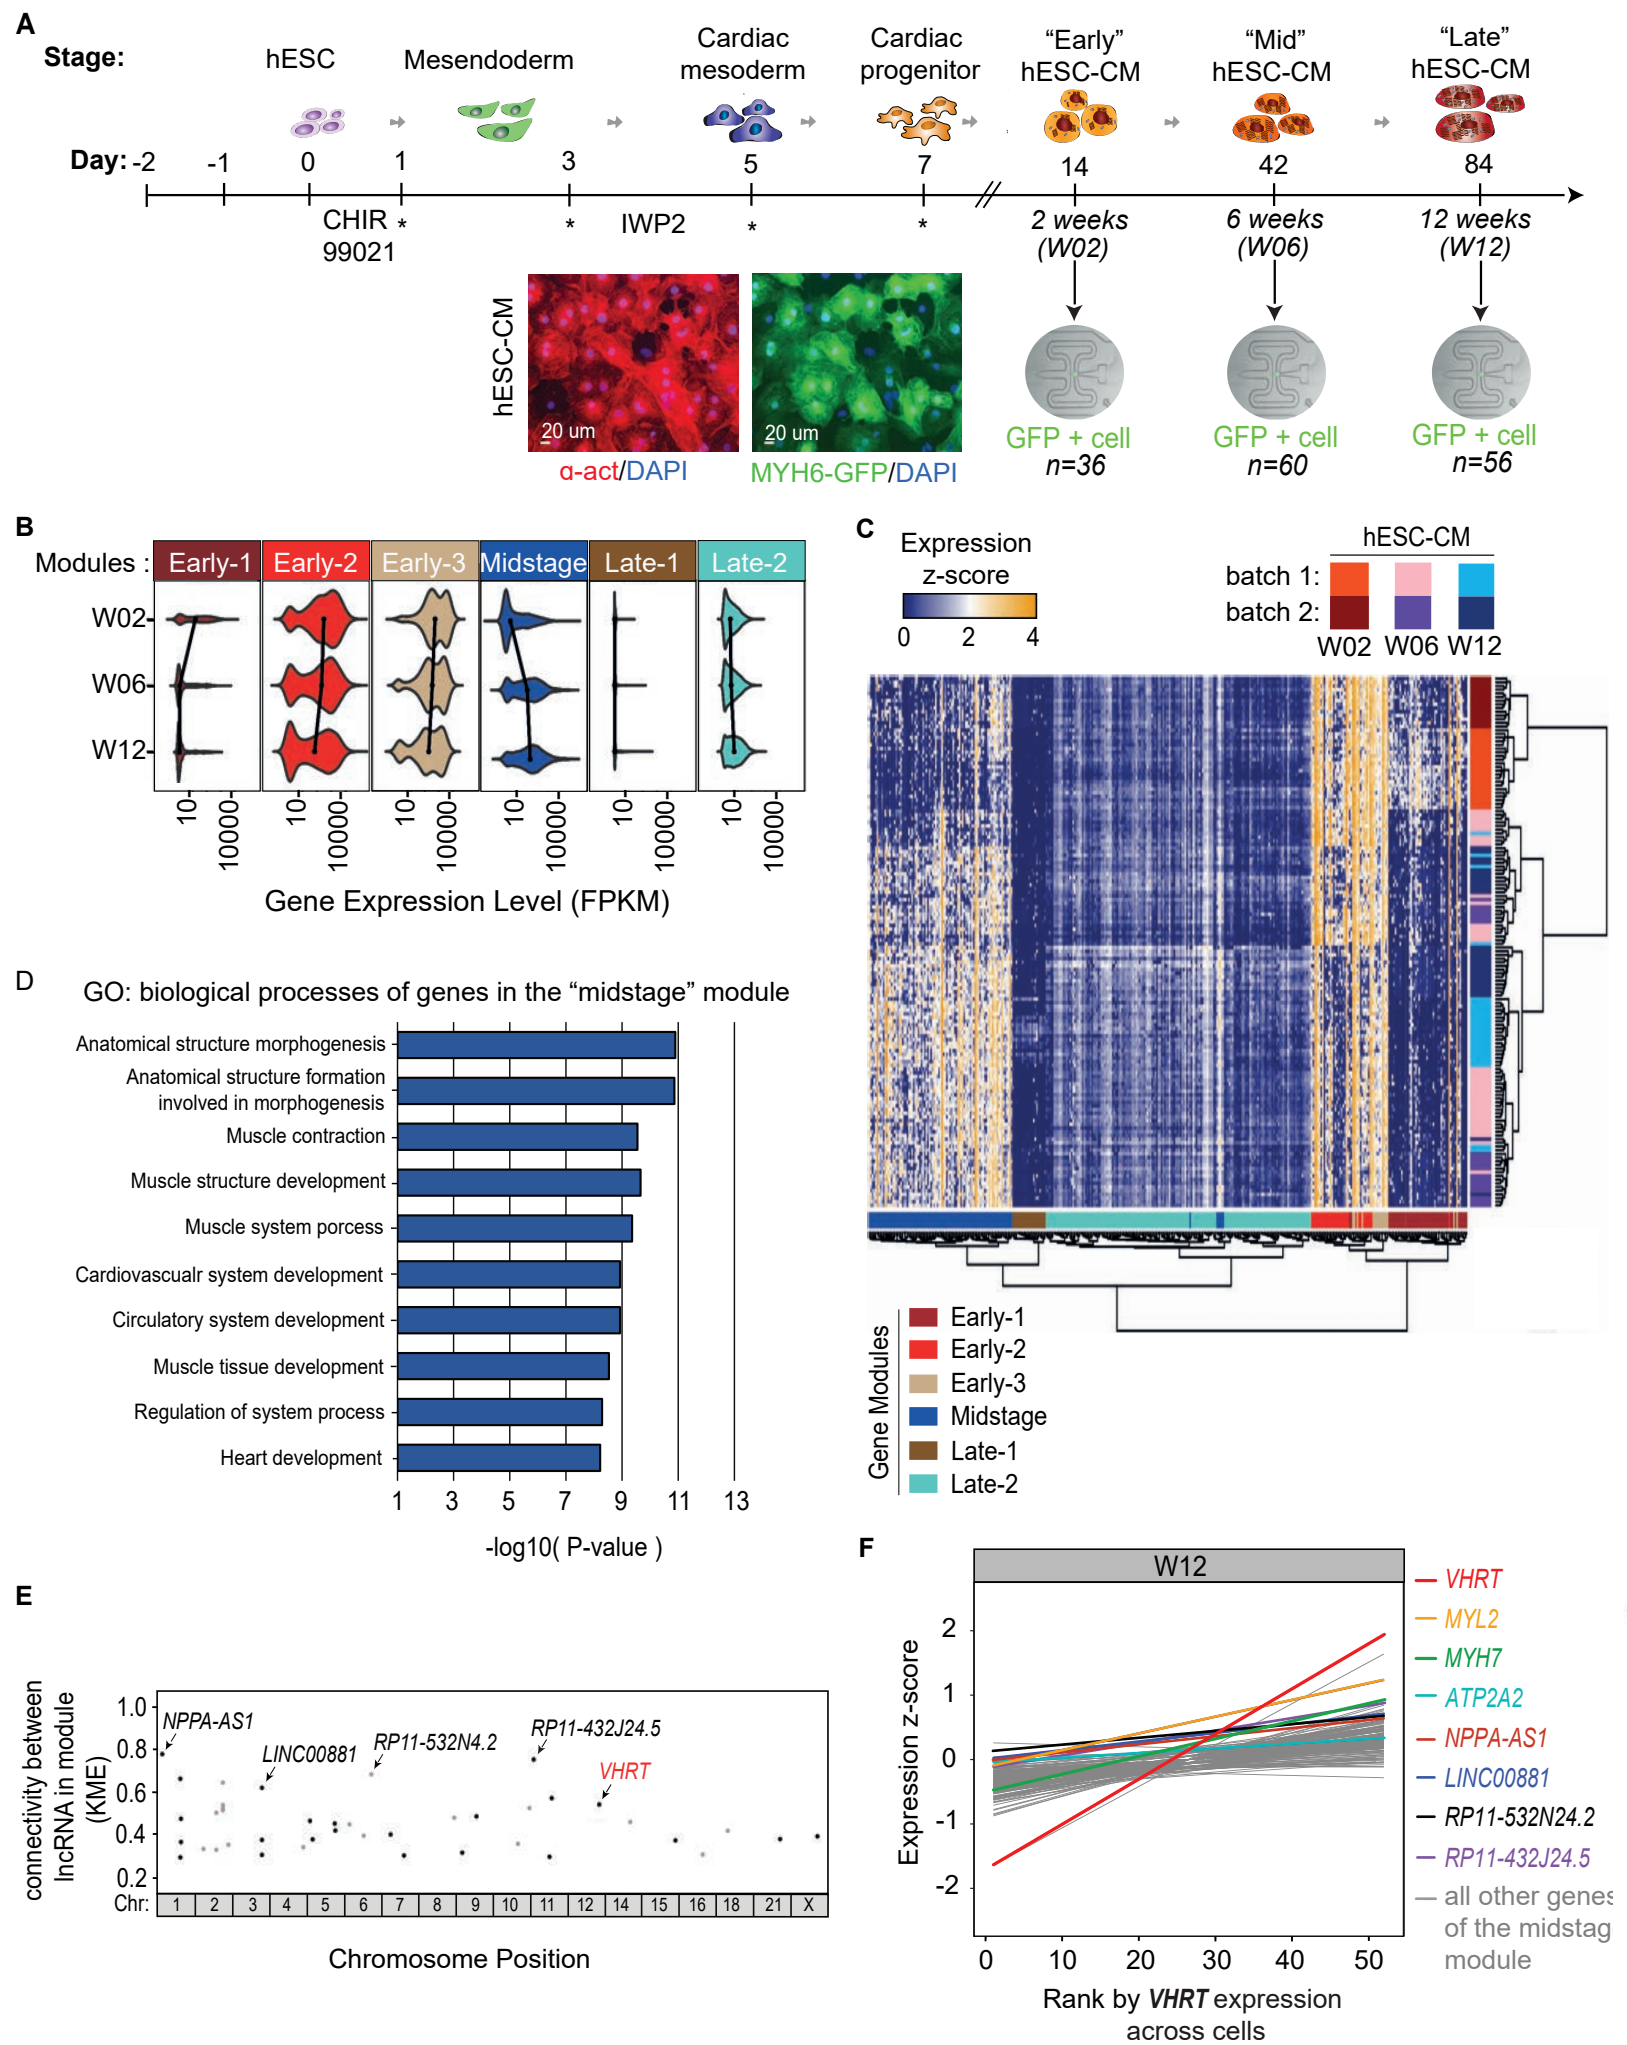 A
Stage:
hESC
Mesendoderm
Cardiac
mesoderm
Cardiac
progenitor
“Early”
hESC-CM
“Mid”
hESC-CM
“Late”
hESC-CM
Day: -2 -1 0 1 3 5 7 14 42 84
CHIR * * IWP2 * *
99021
2 weeks
(W02)
6 weeks
(W06)
12 weeks
(W12)
hESC-CM
20 um
20 um
α-act/DAPI
MYH6-GFP/DAPI
GFP + cell
n=36
GFP + cell
n=60
GFP + cell
n=56
B
Modules : Early-1 Early-2 Early-3 Midstage Late-1 Late-2
W02
W06
W12
10 10000 10 10000 10 10000 10 10000 10 10000 10 10000
Gene Expression Level (FPKM)
C
Expression
z-score
0 2 4
hESC-CM
batch 1:
batch 2:
W02 W06 W12
Gene Modules
Early-1
Early-2
Early-3
Midstage
Late-1
Late-2
D
GO: biological processes of genes in the “midstage” module
Anatomical structure morphogenesis
Anatomical structure formation
involved in morphogenesis
Muscle contraction
Muscle structure development
Muscle system porcess
Cardiovascualr system development
Circulatory system development
Muscle tissue development
Regulation of system process
Heart development
1 3 5 7 9 11 13
-log10( P-value )
E
connectivity between
lncRNA in module
(KME)
1.0
0.8
0.6
0.4
0.2
NPPA-AS1
LINC00881
RP11-532N4.2
RP11-432J24.5
VHRT
Chr: 1 2 3 4 5 6 7 8 9 10 11 12 14 15 16 18 21 X
Chromosome Position
F
W12
Expression z-score
2
1
0
-1
-2
0 10 20 30 40 50
Rank by VHRT expression
across cells
VHRT
MYL2
MYH7
ATP2A2
NPPA-AS1
LINC00881
RP11-532N24.2
RP11-432J24.5
all other genes
of the midstag
module